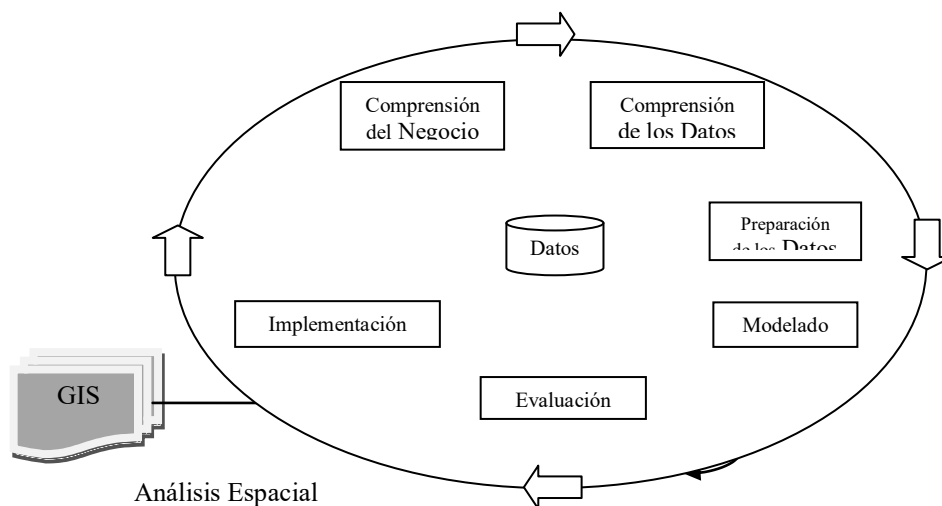 Comprensión
del Negocio
Comprensión
de los Datos
Preparación
de los Datos
Datos
Implementación
Modelado
GIS
Evaluación
Análisis Espacial